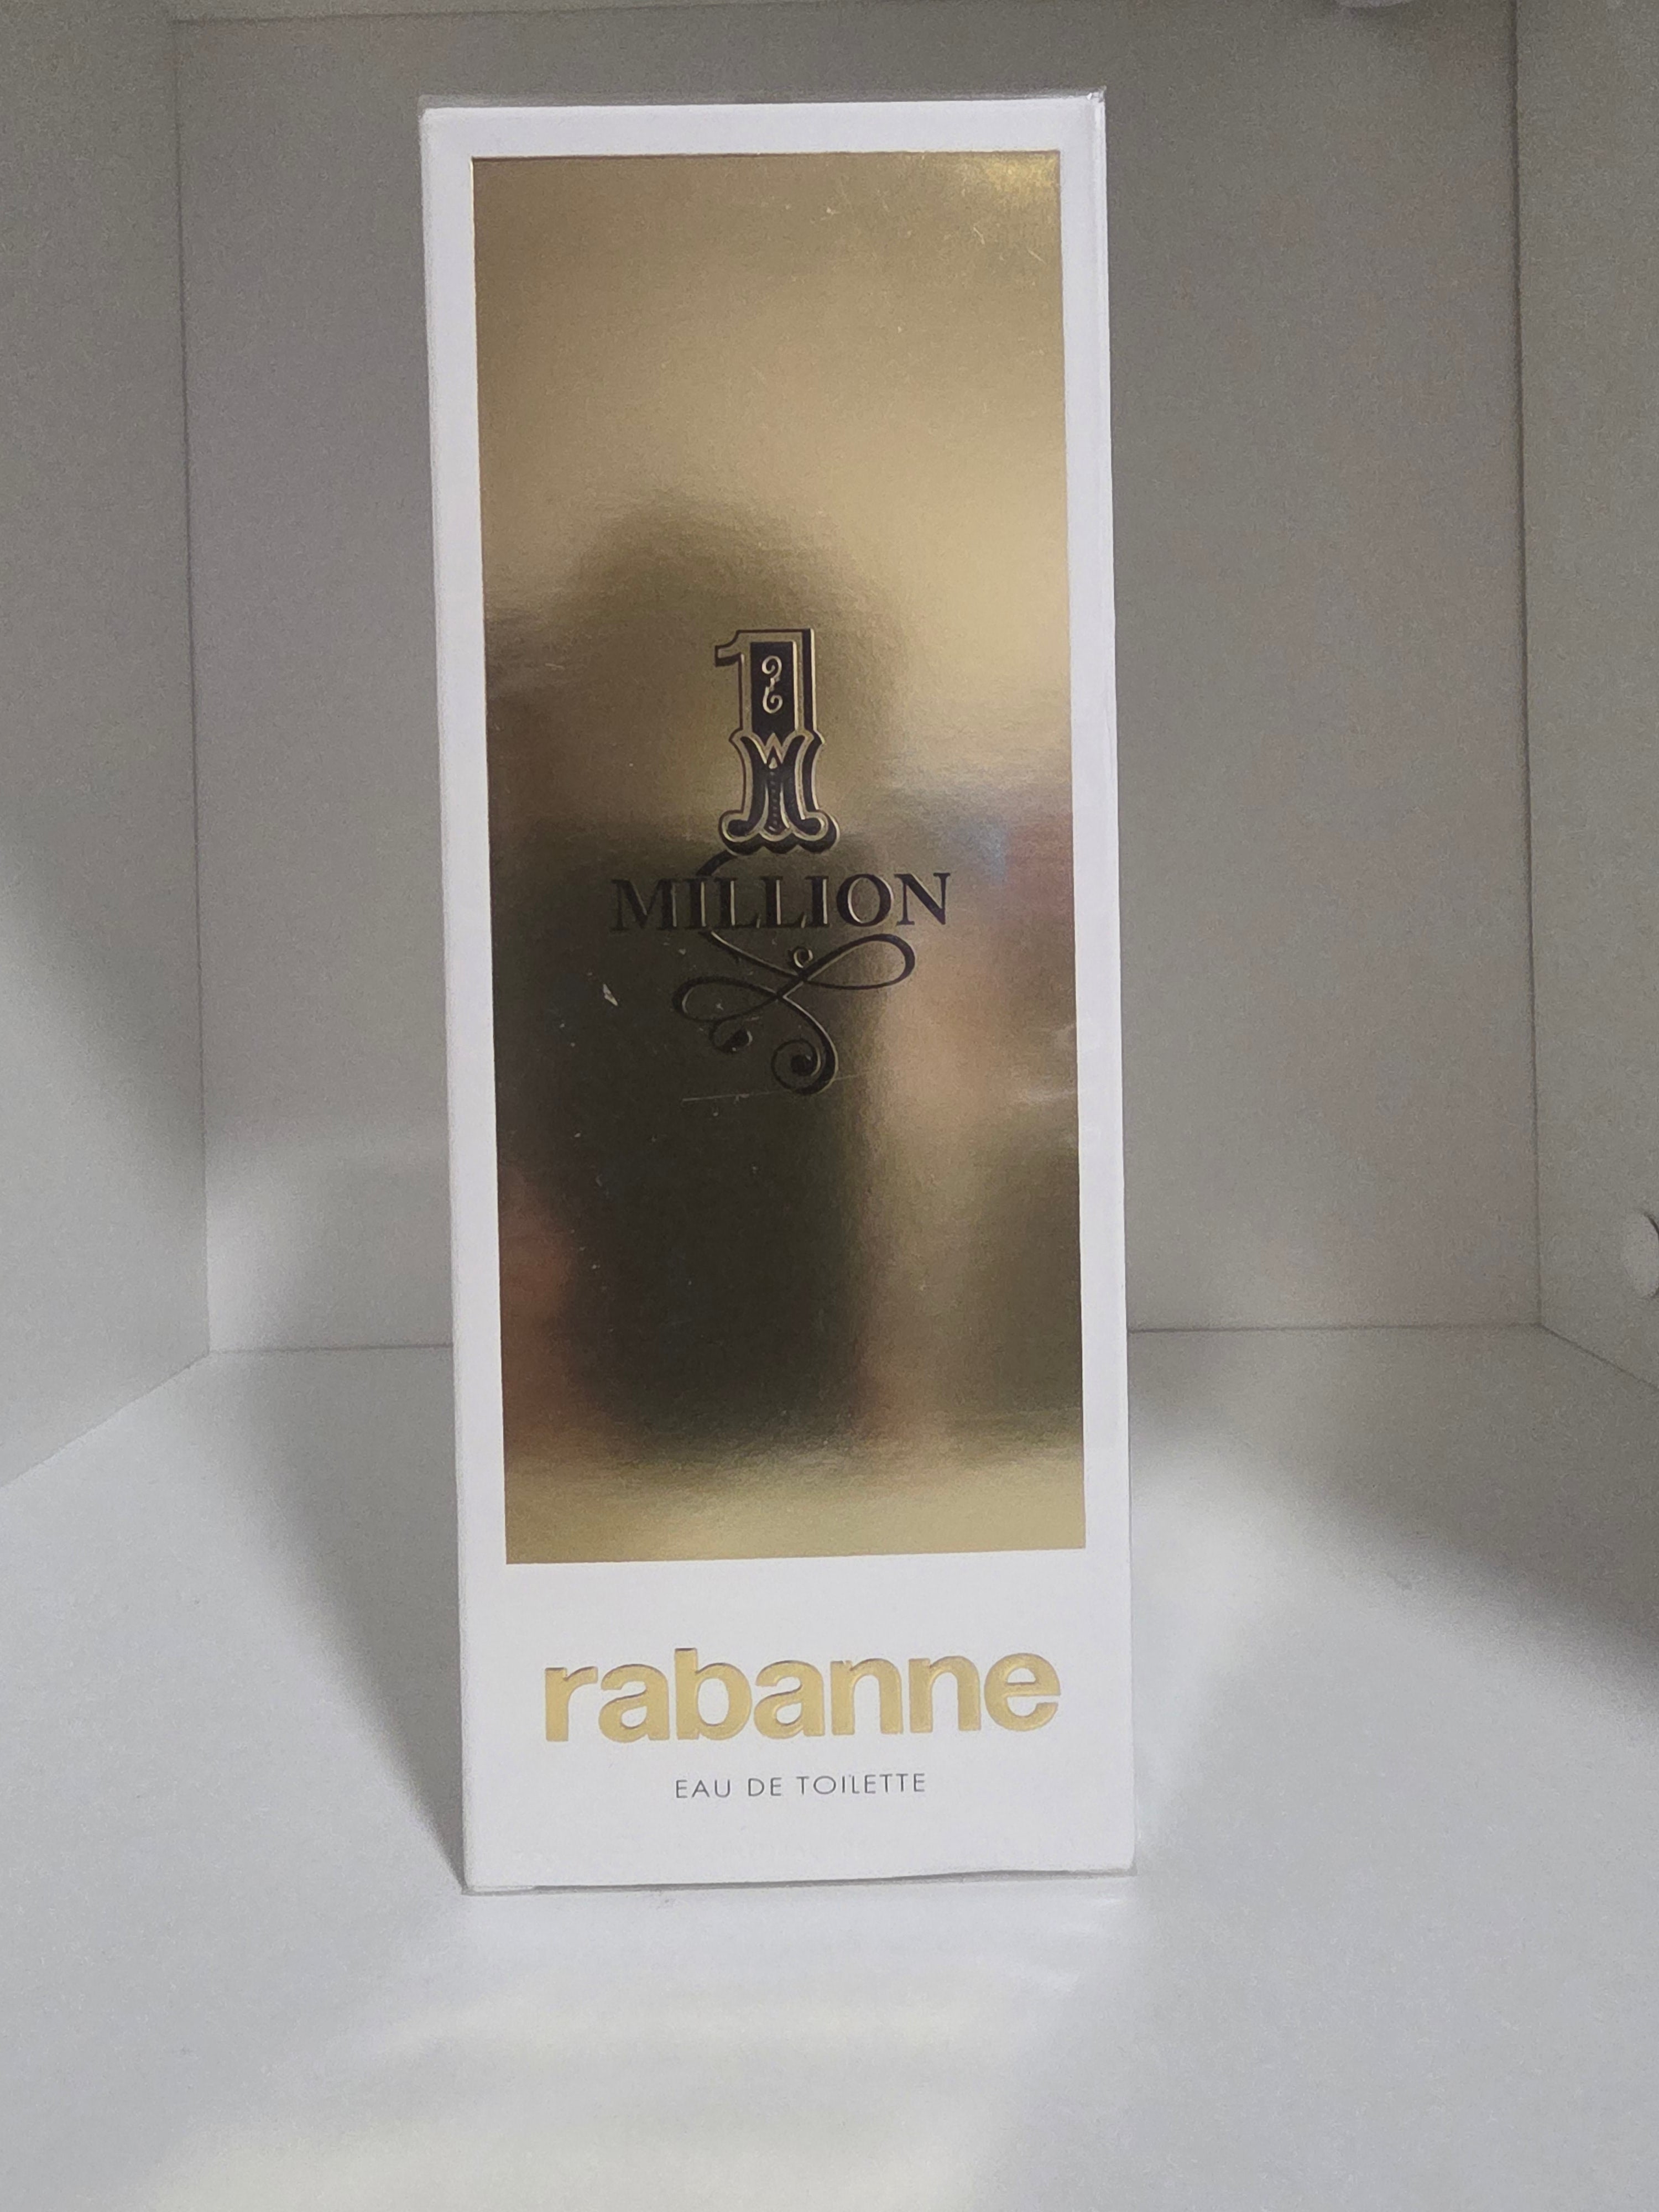 1
MILLION
rabanne
EAU DE TOILETTE